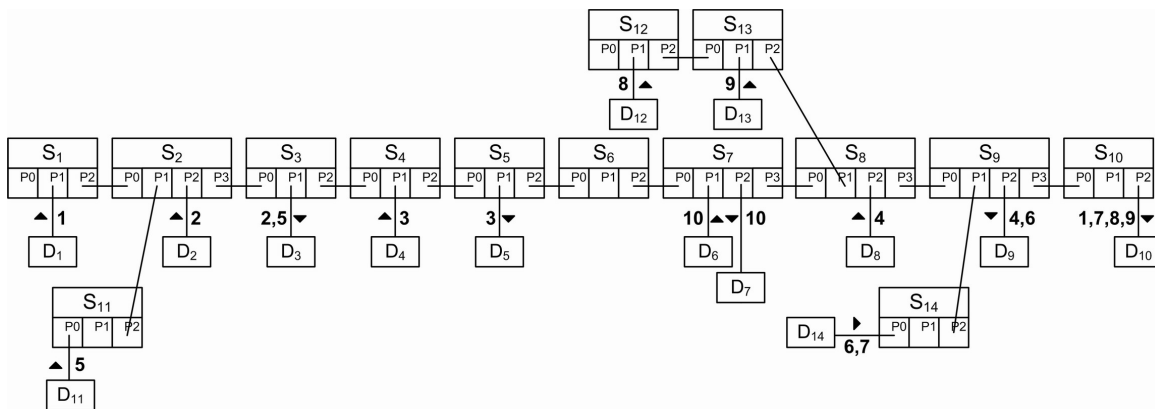 S12 S13
P0 P1 P2 P0 P1 P2
8 ▲ 9 ▲
D12 D13
S1 S2 S3 S4 S5 S6 S7 S8 S9 S10
P0 P1 P2 P0 P1 P2 P3 P0 P1 P2 P0 P1 P2 P0 P1 P2 P0 P1 P2 P0 P1 P2 P3 P0 P1 P2 P3 P0 P1 P2 P3 P0 P1 P2
▲ 1 ▲ 2 2,5 ▼ ▲ 3 3 ▼ 10 ▲ ▼ 10 ▲ 4 ▼ 4,6 1,7,8,9 ▼
D1 D2 D3 D4 D5 D6 D8 D9 D10
D7
S11 S14
P0 P1 P2 D14 P0 P1 P2
6,7
▲ 5
D11